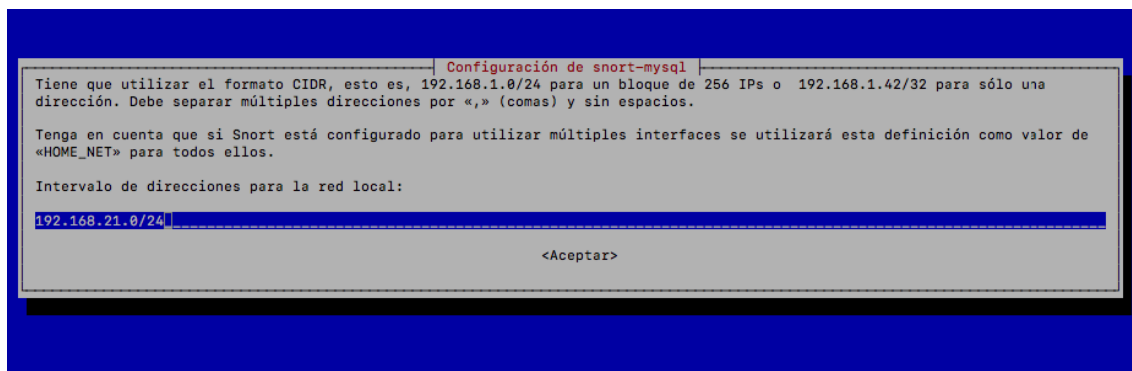 Configuración de snort-mysql
Tiene que utilizar el formato CIDR, esto es, 192.168.1.0/24 para un bloque de 256 IPs o  192.168.1.42/32 para sólo una
dirección. Debe separar múltiples direcciones por «,» (comas) y sin espacios.
Tenga en cuenta que si Snort está configurado para utilizar múltiples interfaces se utilizará esta definición como valor de
«HOME_NET» para todos ellos.
Intervalo de direcciones para la red local:
192.168.21.0/24
<Aceptar>